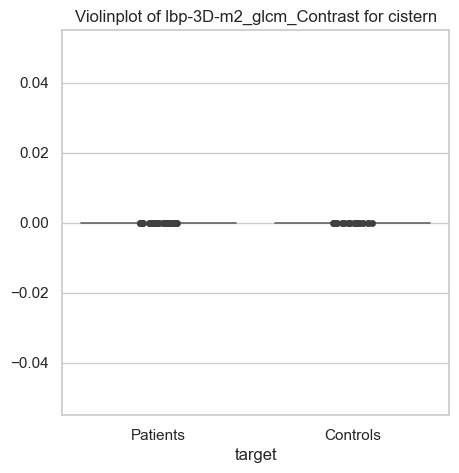 Violinplot of lbp-3D-m2_glcm_Contrast for cistern
0.04
0.02
0.00
−0.02
−0.04
Patients
Controls
target